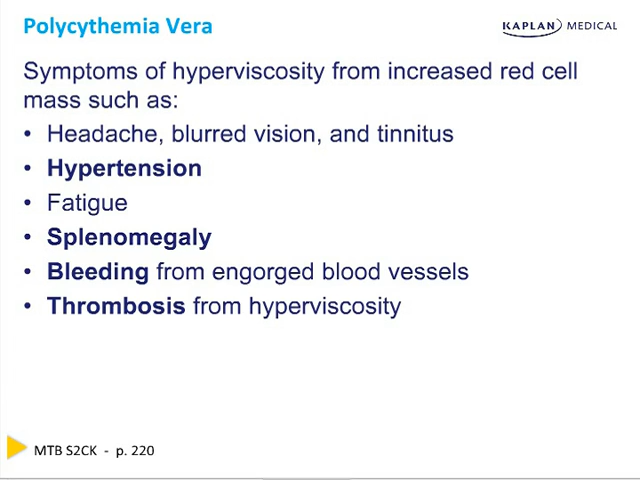 Polycythemia Vera
KAPLAN MEDICAL
Symptoms of hyperviscosity from increased red cell
mass such as:
• Headache, blurred vision, and tinnitus
• Hypertension
• Fatigue
• Splenomegaly
• Bleeding from engorged blood vessels
• Thrombosis from hyperviscosity
MTB S2CK - p. 220